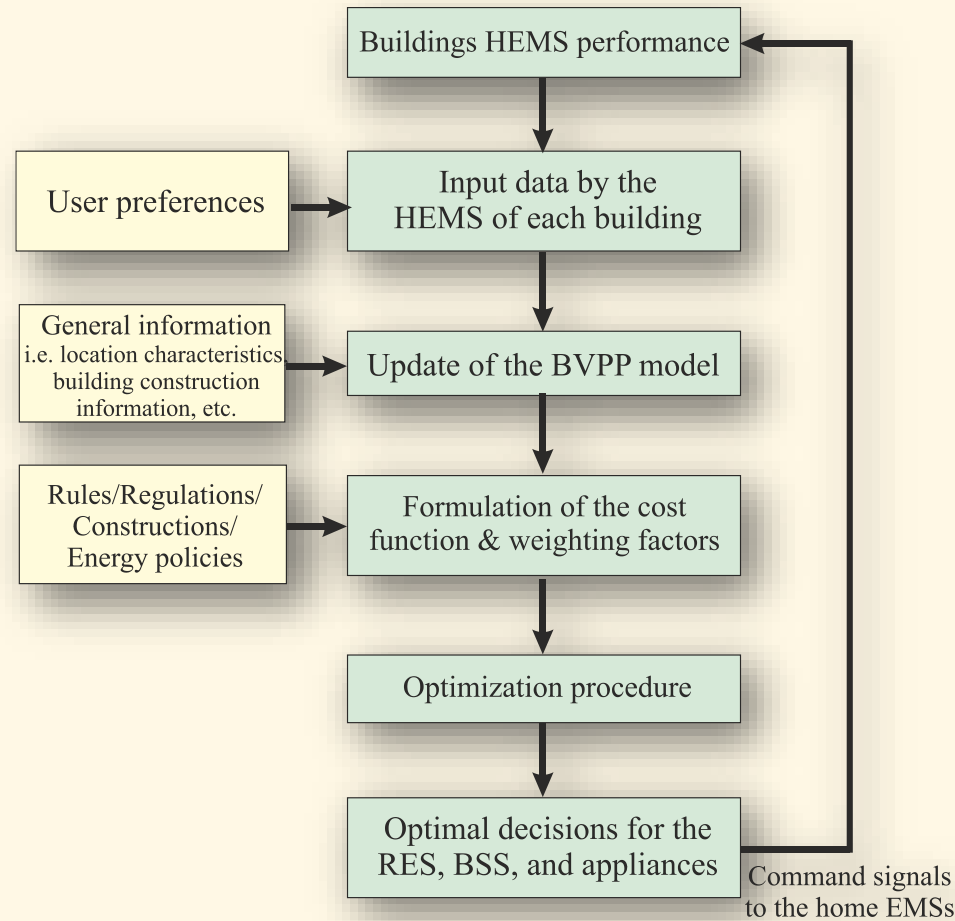 Buildings HEMS performance
User preferences
Input data by the
HEMS of each building
General information
i.e. location characteristics,
building construction
information, etc.
Update of the BVPP model
Rules/Regulations/
Constructions/
Energy policies
Formulation of the cost
function & weighting factors
Optimization procedure
Optimal decisions for the
RES, BSS, and appliances
Command signals
to the home EMSs